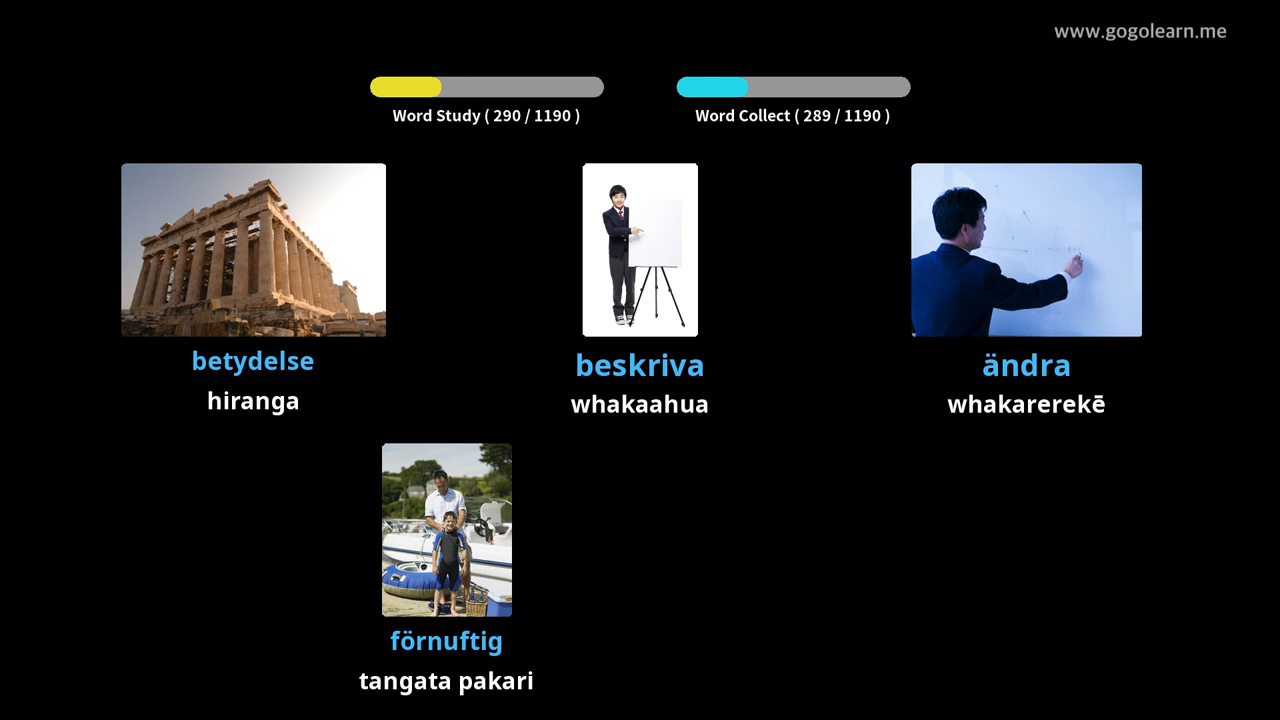 www.gogolearn.me
Word Study ( 290 / 1190 )
Word Collect ( 289 / 1190 )
betydelse
hiranga
beskriva
whakaahua
ändra
whakarerekē
förnuftig
tangata pakari